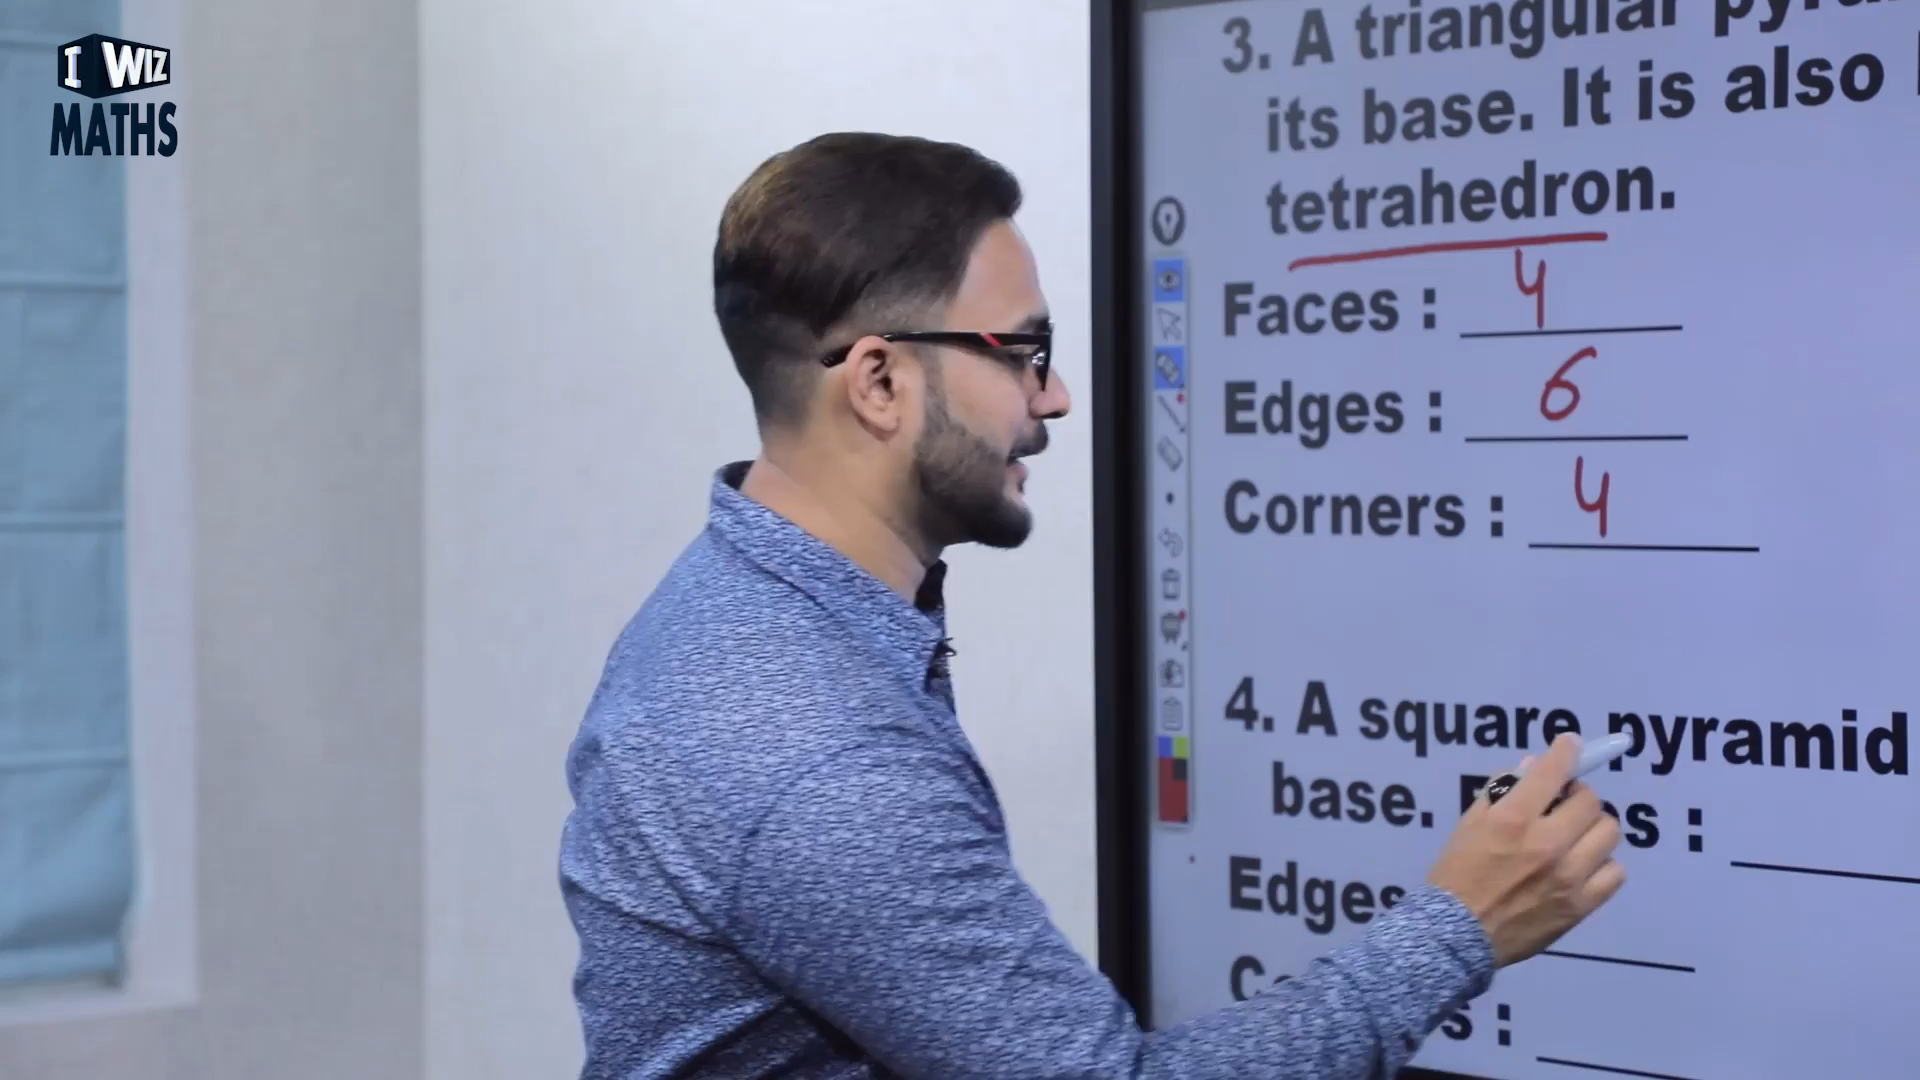 I WIZ
MATHS
3. A triangular
its base. It is also
tetrahedron.
Faces : 4
Edges : 6
Corners : 4
4. A square pyramid
base.
Edges